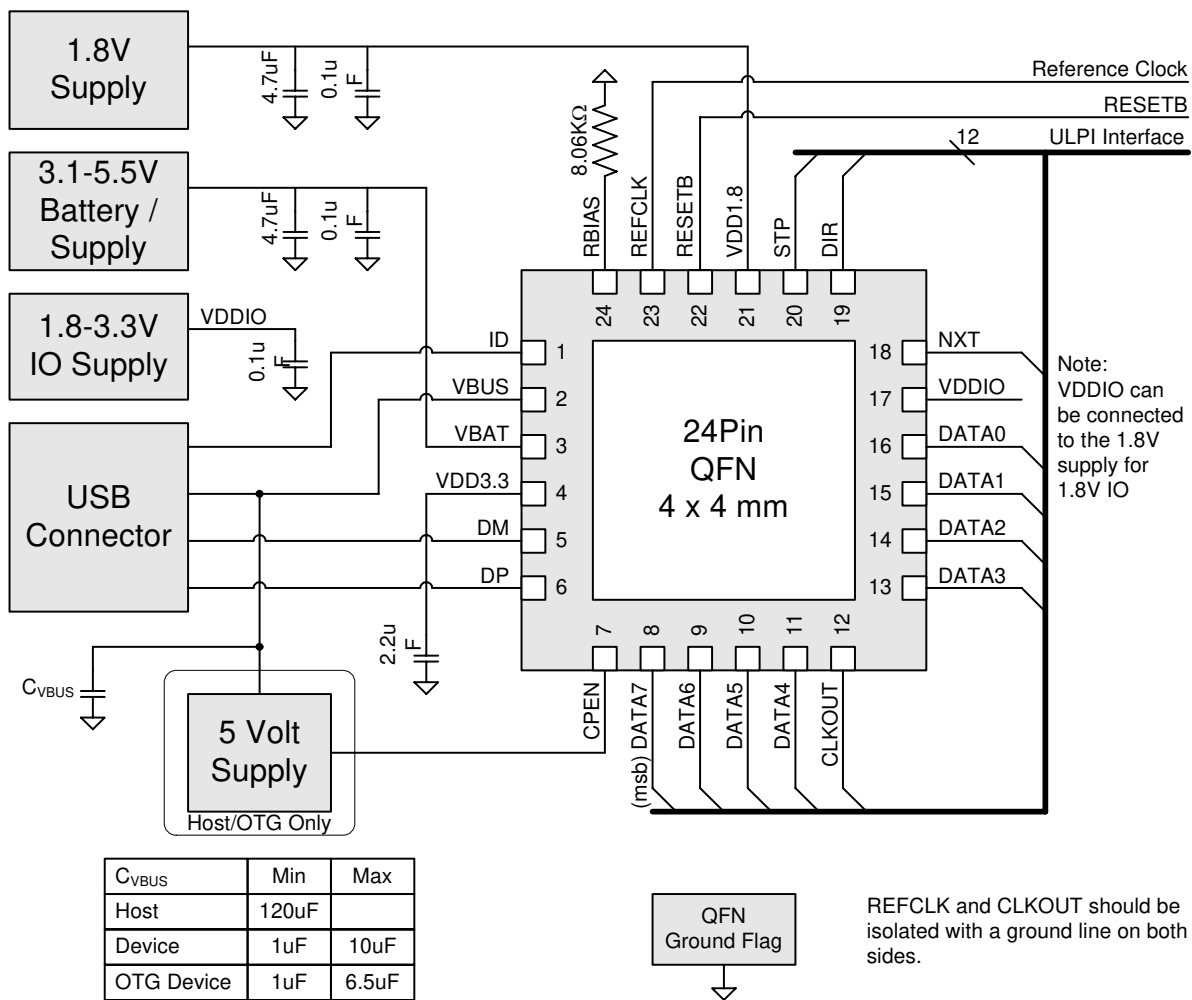 1.8V
Supply
4.7uF
0.1u
F
Reference Clock
RESETB
12
ULPI Interface
8.06KΩ
3.1-5.5V
Battery /
Supply
4.7uF
0.1u
F
RBIAS
REFCLK
RESETB
VDD1.8
STP
DIR
24
23
22
21
20
19
1.8-3.3V
IO Supply
VDDIO
0.1u
F
ID
VBUS
VBAT
VDD3.3
DM
DP
1
2
3
4
5
6
24Pin
QFN
4 x 4 mm
18
17
16
15
14
13
NXT
VDDIO
DATA0
DATA1
DATA2
DATA3
Note:
VDDIO can
be connected
to the 1.8V
supply for
1.8V IO
USB
Connector
7
8
9
10
11
12
2.2u
F
CPEN
(msb) DATA7
DATA6
DATA5
DATA4
CLKOUT
CVBUS
5 Volt
Supply
Host/OTG Only
CVBUS Min Max
Host 120uF
Device 1uF 10uF
OTG Device 1uF 6.5uF
QFN
Ground Flag
REFCLK and CLKOUT should be
isolated with a ground line on both
sides.